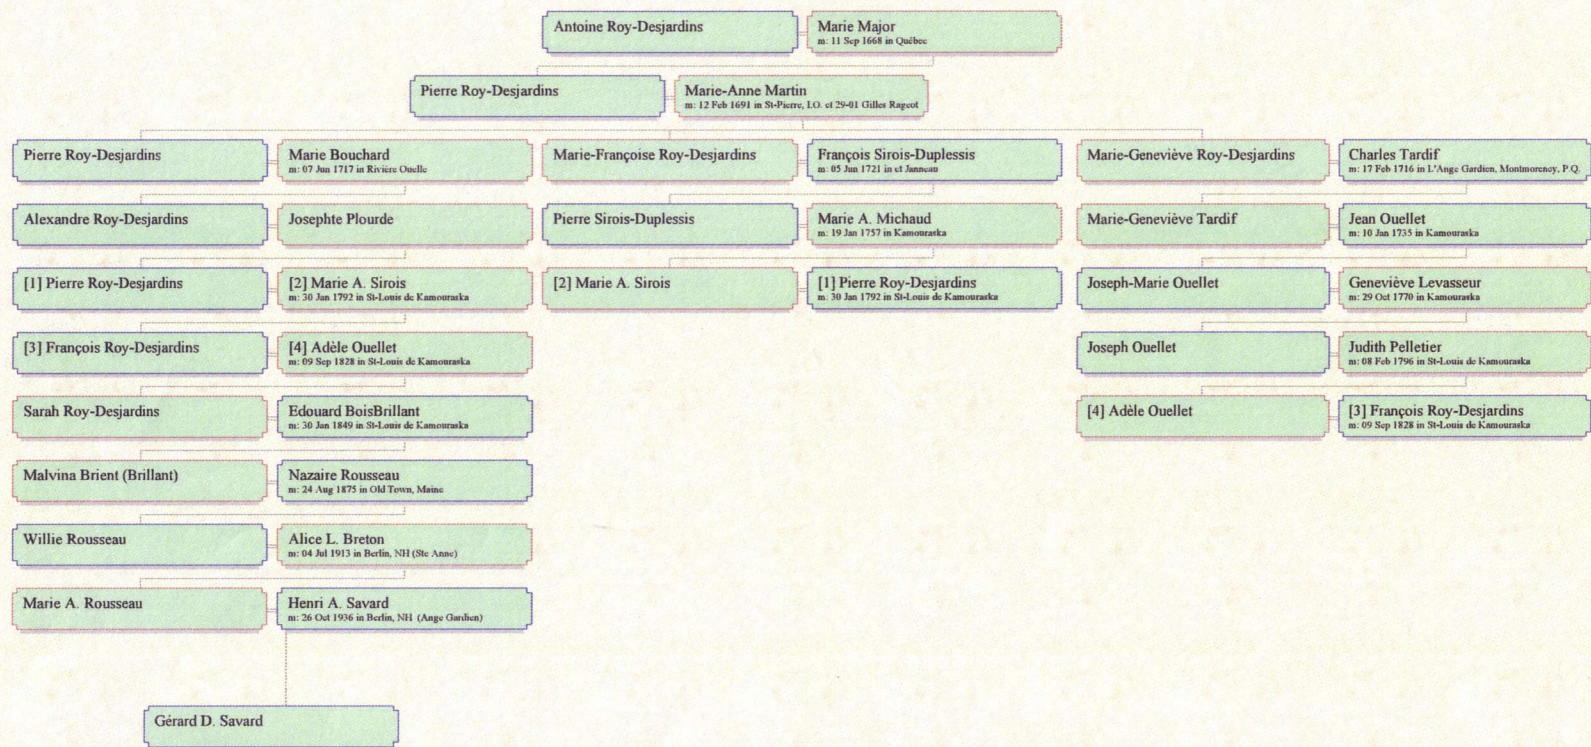 Antoine Roy-Desjardins
Marie Major
m: 11 Sep 1668 in Québec
Pierre Roy-Desjardins
Marie-Anne Martin
m: 12 Feb 1691 in St-Pierre, I.O. ct 29-01 Gilles Rageot
Pierre Roy-Desjardins
Marie Bouchard
m: 07 Jun 1717 in Rivière Ouelle
Marie-Françoise Roy-Desjardins
François Sirois-Duplessis
m: 05 Jun 1721 in ct Janneau
Marie-Geneviève Roy-Desjardins
Charles Tardif
m: 17 Feb 1716 in L'Ange Gardien, Montmorency, P.Q.
Alexandre Roy-Desjardins
Josephte Plourde
Pierre Sirois-Duplessis
Marie A. Michaud
m: 19 Jan 1757 in Kamouraska
Marie-Geneviève Tardif
Jean Ouellet
m: 10 Jan 1735 in Kamouraska
[1] Pierre Roy-Desjardins
[2] Marie A. Sirois
m: 30 Jan 1792 in St-Louis de Kamouraska
[2] Marie A. Sirois
[1] Pierre Roy-Desjardins
m: 30 Jan 1792 in St-Louis de Kamouraska
Joseph-Marie Ouellet
Geneviève Levasseur
m: 29 Oct 1770 in Kamouraska
[3] François Roy-Desjardins
[4] Adèle Ouellet
m: 09 Sep 1828 in St-Louis de Kamouraska
Joseph Ouellet
Judith Pelletier
m: 08 Feb 1796 in St-Louis de Kamouraska
Sarah Roy-Desjardins
Edouard BoisBrillant
m: 30 Jan 1849 in St-Louis de Kamouraska
[4] Adèle Ouellet
[3] François Roy-Desjardins
m: 09 Sep 1828 in St-Louis de Kamouraska
Malvina Brient (Brillant)
Nazaire Rousseau
m: 24 Aug 1875 in Old Town, Maine
Willie Rousseau
Alice L. Breton
m: 04 Jul 1913 in Berlin, NH (Ste Anne)
Marie A. Rousseau
Henri A. Savard
m: 26 Oct 1936 in Berlin, NH (Ange Gardien)
Gérard D. Savard